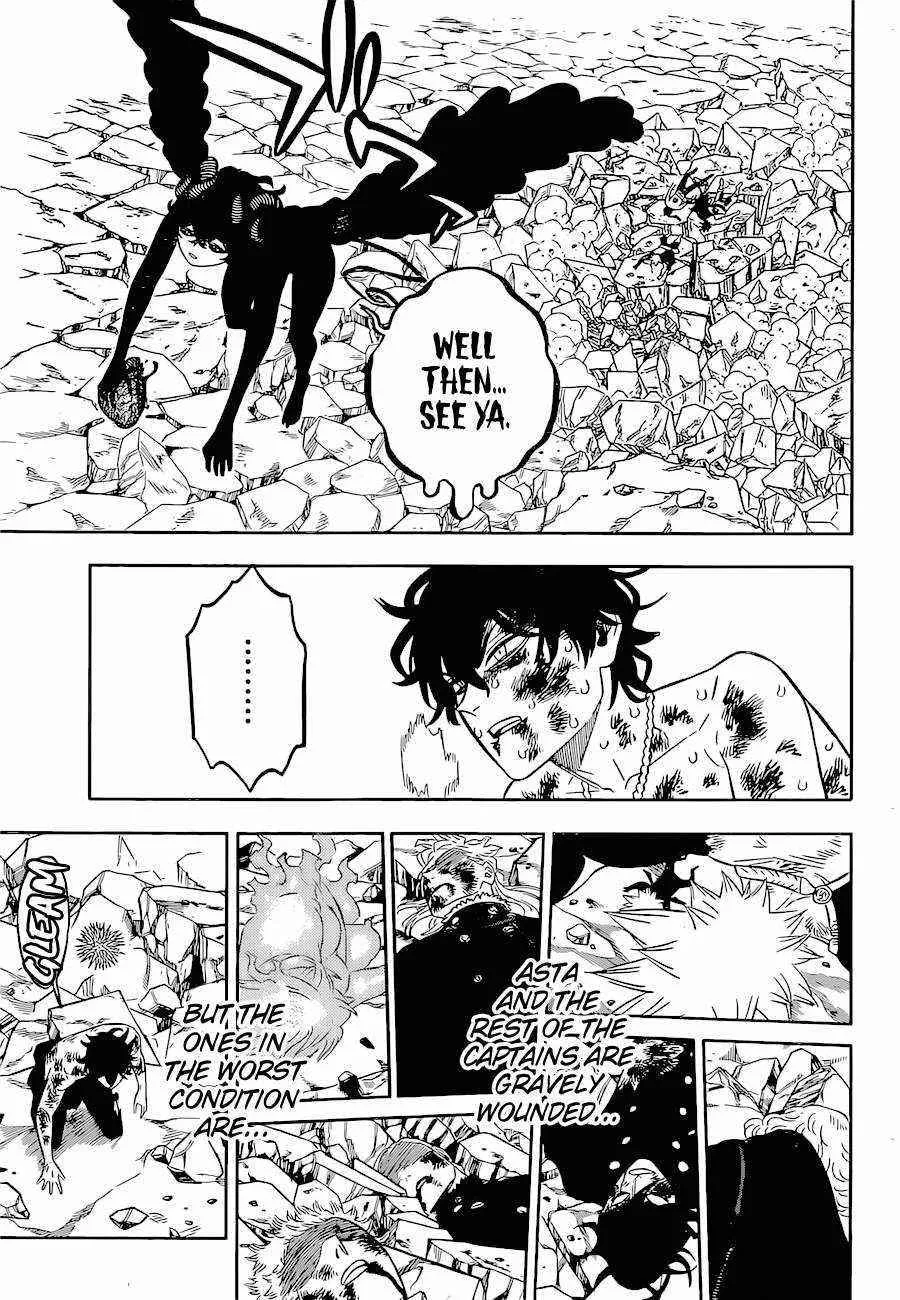 WELL
THEN...
SEE YA.
.........
ASTA
AND THE
REST OF THE
CAPTAINS ARE
GRAVELY
WOUNDED...
BUT THE
ONES IN
THE WORST
CONDITION
ARE...
GLEAM